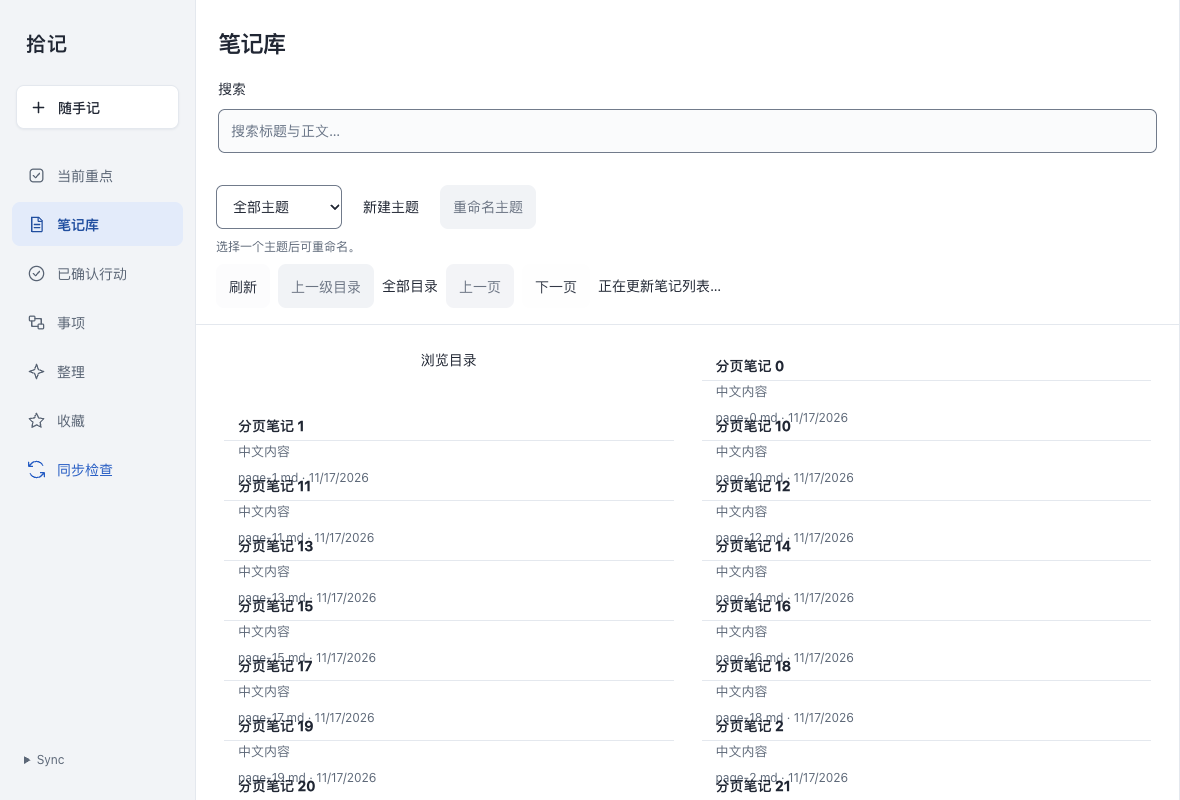 拾记
随手记
当前重点
笔记库
已确认行动
事项
整理
收藏
同步检查
Sync
笔记库
搜索
搜索标题与正文...
全部主题
新建主题
重命名主题
选择一个主题后可重命名。
刷新
上一级目录
全部目录
上一页
下一页
正在更新笔记列表...
浏览目录
分页笔记 0
中文内容
page-0.md · 11/17/2026
分页笔记 1
中文内容
page-1.md · 11/17/2026
分页笔记 10
中文内容
page-10.md · 11/17/2026
分页笔记 11
中文内容
page-11.md · 11/17/2026
分页笔记 12
中文内容
page-12.md · 11/17/2026
分页笔记 13
中文内容
page-13.md · 11/17/2026
分页笔记 14
中文内容
page-14.md · 11/17/2026
分页笔记 15
中文内容
page-15.md · 11/17/2026
分页笔记 16
中文内容
page-16.md · 11/17/2026
分页笔记 17
中文内容
page-17.md · 11/17/2026
分页笔记 18
中文内容
page-18.md · 11/17/2026
分页笔记 19
中文内容
page-19.md · 11/17/2026
分页笔记 2
中文内容
page-2.md · 11/17/2026
分页笔记 20
分页笔记 21